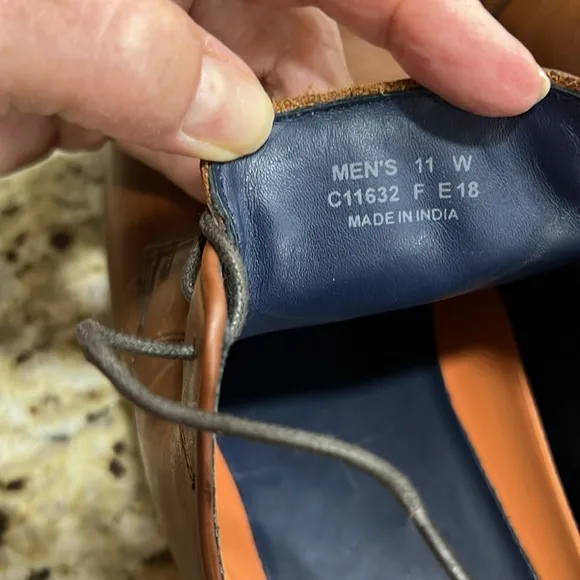 MEN'S 11 W
C11632 F E18
MADE IN INDIA